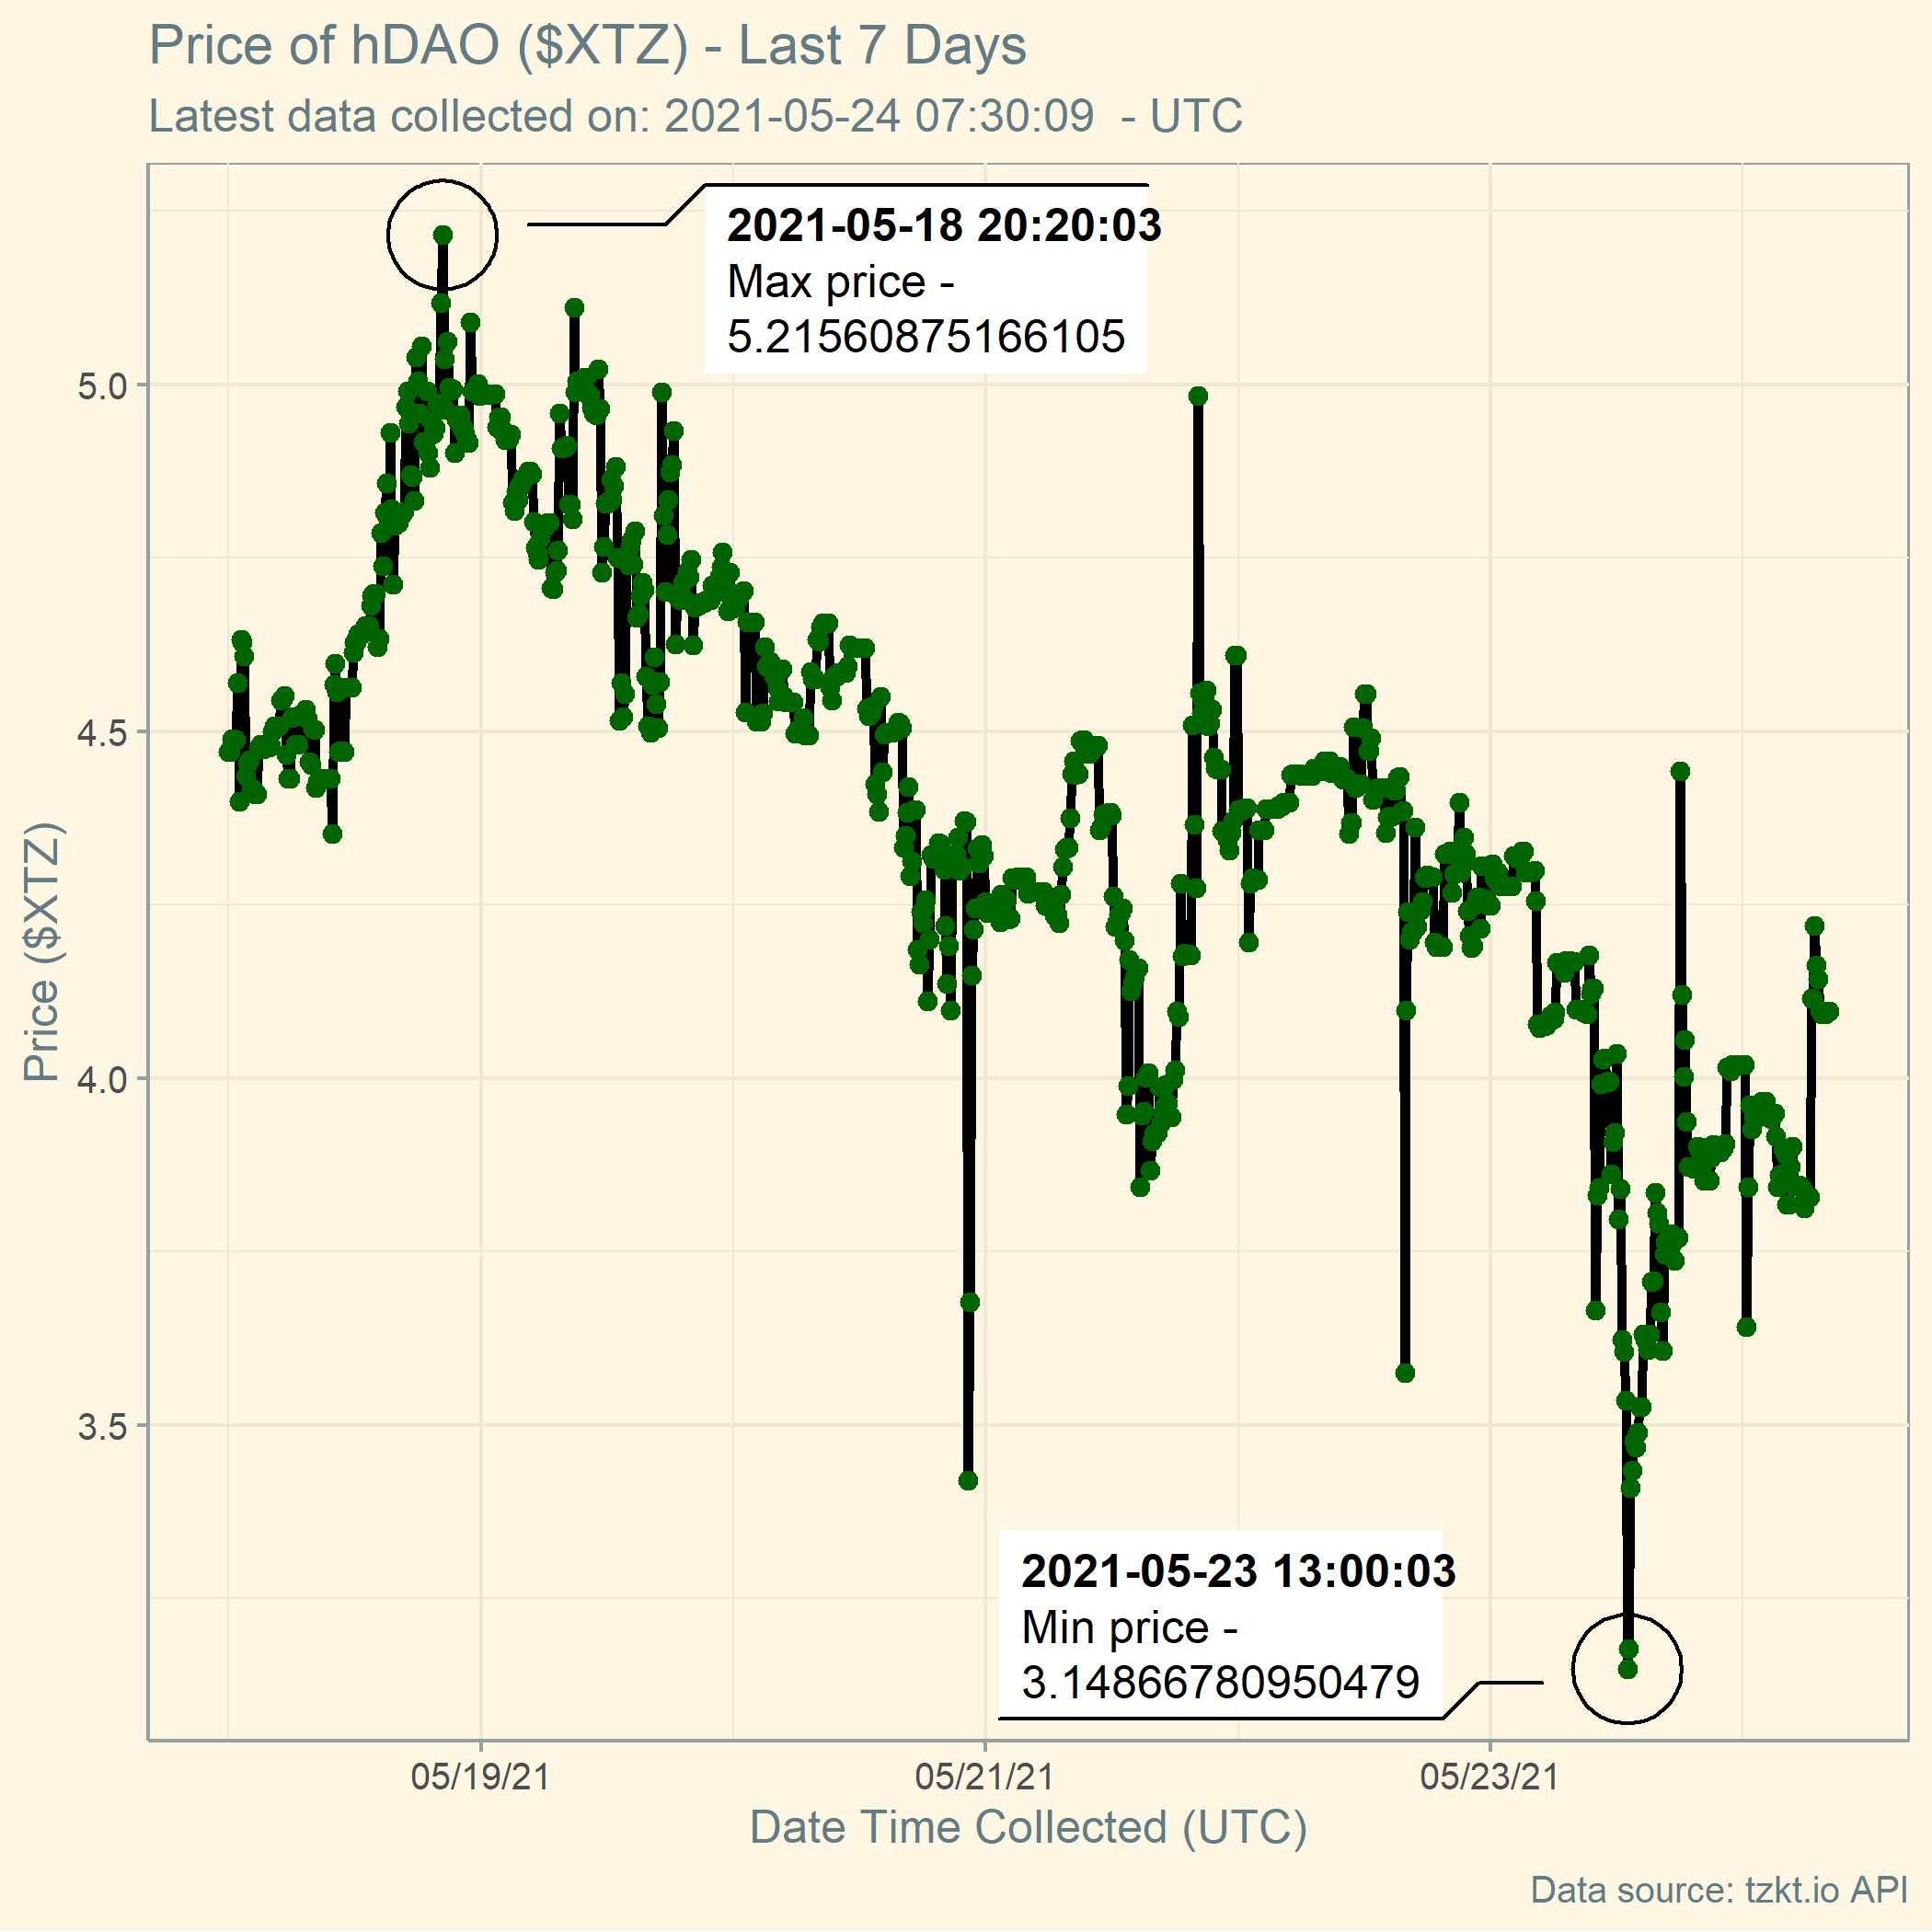 Price of hDAO ($XTZ) - Last 7 Days
Latest data collected on: 2021-05-24 07:30:09  - UTC
2021-05-18 20:20:03
Max price -
5.21560875166105
5.0
4.5
4.0
3.5
Price ($XTZ)
2021-05-23 13:00:03
Min price -
3.14866780950479
05/19/21
05/21/21
05/23/21
Date Time Collected (UTC)
Data source: tzkt.io API